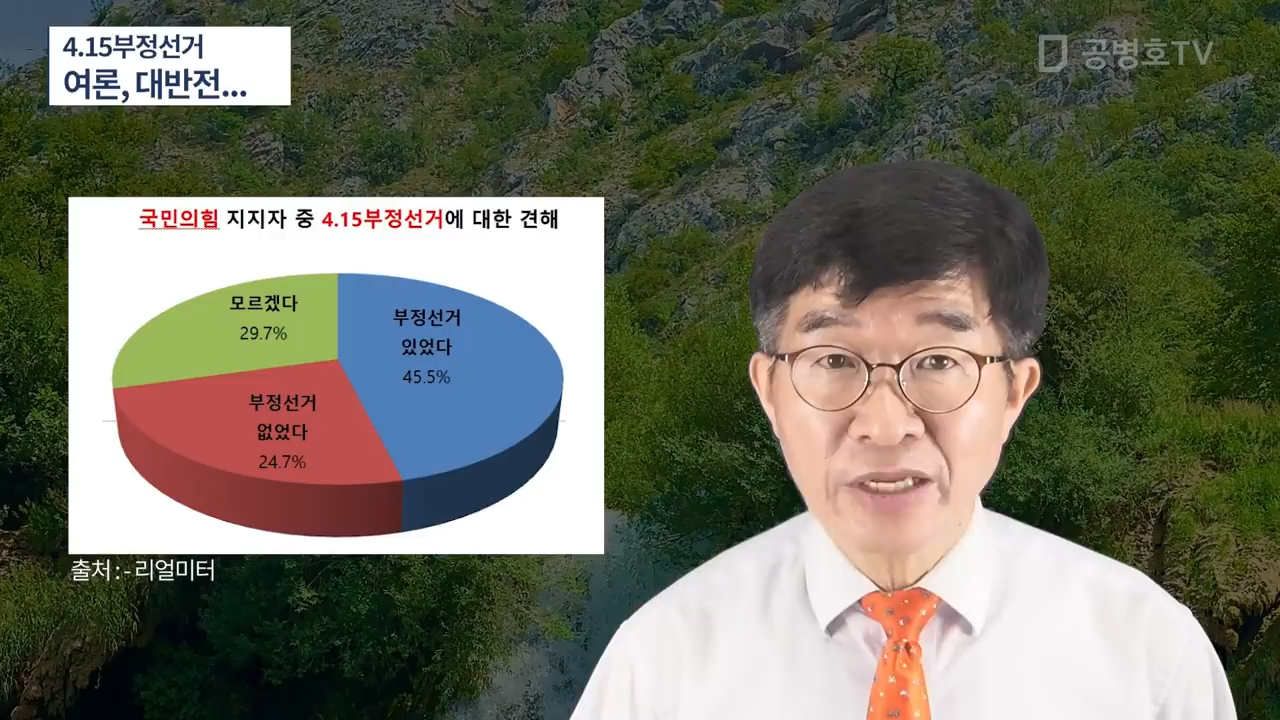 4.15부정선거
여론, 대반전...
공병호TV
국민의힘 지지자 중 4.15부정선거에 대한 견해
모르겠다
29.7%
부정선거
있었다
45.5%
부정선거
없었다
24.7%
출처 : - 리얼미터